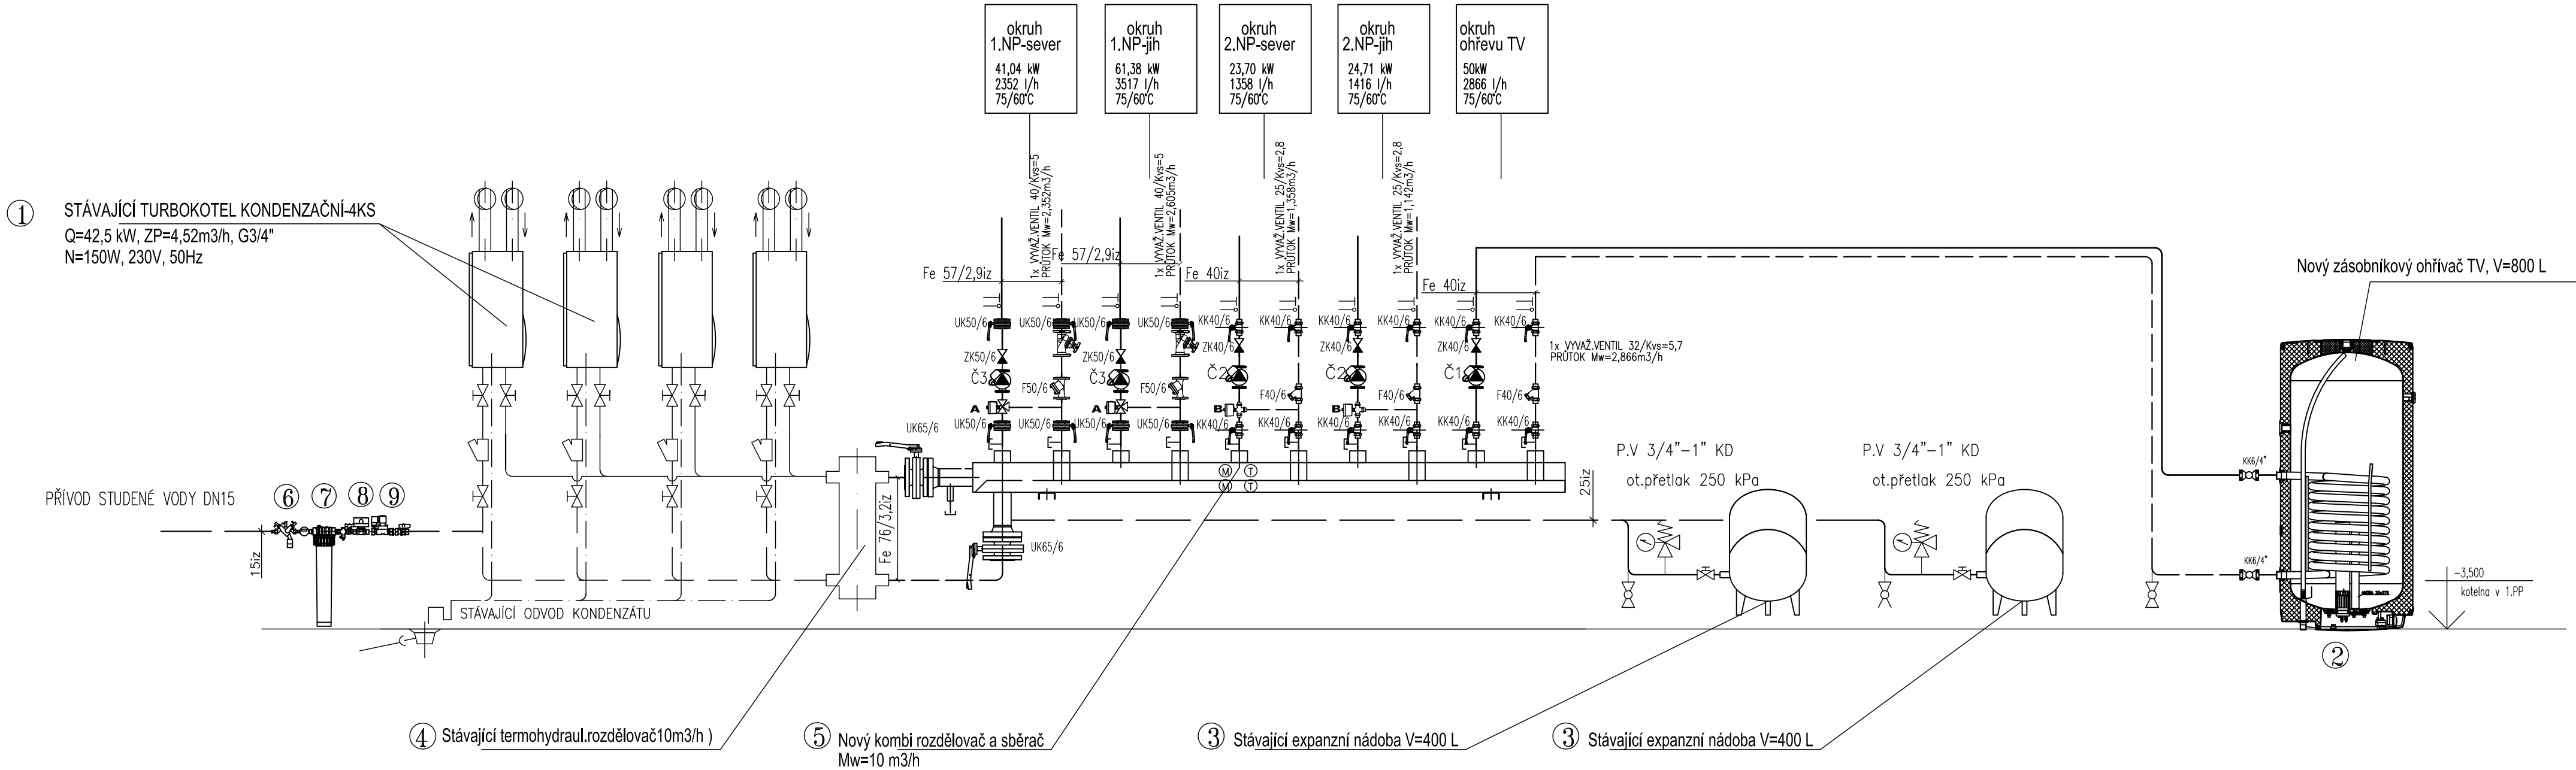 okruh
1.NP-sever
41,04 kW
2352 l/h
75/60°C
okruh
1.NP-jih
61,38 kW
3517 l/h
75/60°C
okruh
2.NP-sever
23,70 kW
1358 l/h
75/60°C
okruh
2.NP-jih
24,71 kW
1416 l/h
75/60°C
okruh
ohřevu TV
50kW
2866 l/h
75/60°C
1
STÁVAJÍCÍ TURBOKOTEL KONDENZAČNÍ-4KS
Q=42,5 kW, ZP=4,52m3/h, G3/4"
N=150W, 230V, 50Hz
1x VYVAŽ.VENTIL 40/Kvs=5
PRŮTOK Mw=2,352m3/h
1x VYVAŽ.VENTIL 40/Kvs=5
PRŮTOK Mw=2,605m3/h
1x VYVAŽ.VENTIL 25/Kvs=2,8
PRŮTOK Mw=1,358m3/h
1x VYVAŽ.VENTIL 25/Kvs=2,8
PRŮTOK Mw=1,142m3/h
Fe 57/2,9iz
Fe 57/2,9iz
Fe 40iz
Fe 40iz
Nový zásobníkový ohřívač TV, V=800 L
UK50/6
UK50/6
UK50/6
UK50/6
KK40/6
KK40/6
KK40/6
KK40/6
KK40/6
KK40/6
ZK50/6
ZK50/6
ZK40/6
ZK40/6
ZK40/6
1x VYVAŽ.VENTIL 32/Kvs=5,7
PRŮTOK Mw=2,866m3/h
Č3
Č3
Č2
Č2
Č1
F50/6
F50/6
F40/6
F40/6
F40/6
A
A
B
B
UK50/6
UK50/6
UK50/6
UK50/6
KK40/6
KK40/6
KK40/6
KK40/6
KK40/6
KK40/6
UK65/6
M
T
M
T
P.V 3/4"-1" KD
ot.přetlak 250 kPa
P.V 3/4"-1" KD
ot.přetlak 250 kPa
25iz
KK6/4"
KK6/4"
PŘÍVOD STUDENÉ VODY DN15
6
7
8
9
15iz
Fe 76/3,2iz
UK65/6
-3,500
kotelna v 1.PP
STÁVAJÍCÍ ODVOD KONDENZÁTU
2
4
Stávající termohydraul.rozdělovač10m3/h )
5
Nový kombi rozdělovač a sběrač
Mw=10 m3/h
3
Stávající expanzní nádoba V=400 L
3
Stávající expanzní nádoba V=400 L